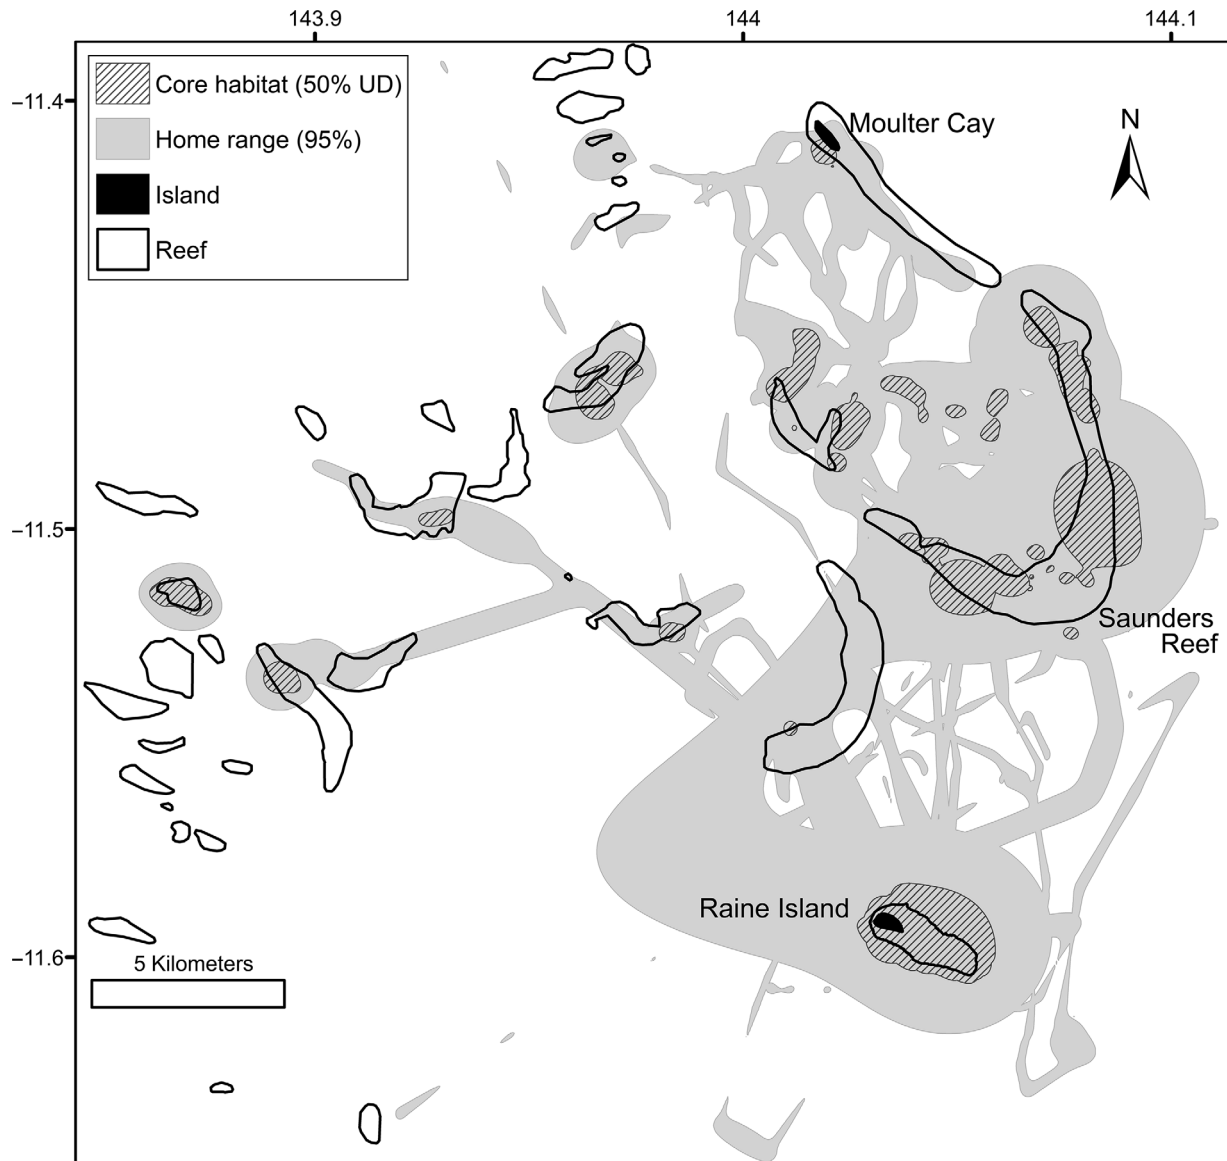 143.9
144
144.1
−11.4
−11.5
−11.6
Core habitat (50% UD)
Home range (95%)
Island
Reef
Moulter Cay
N
Saunders
Reef
Raine Island
5 Kilometers